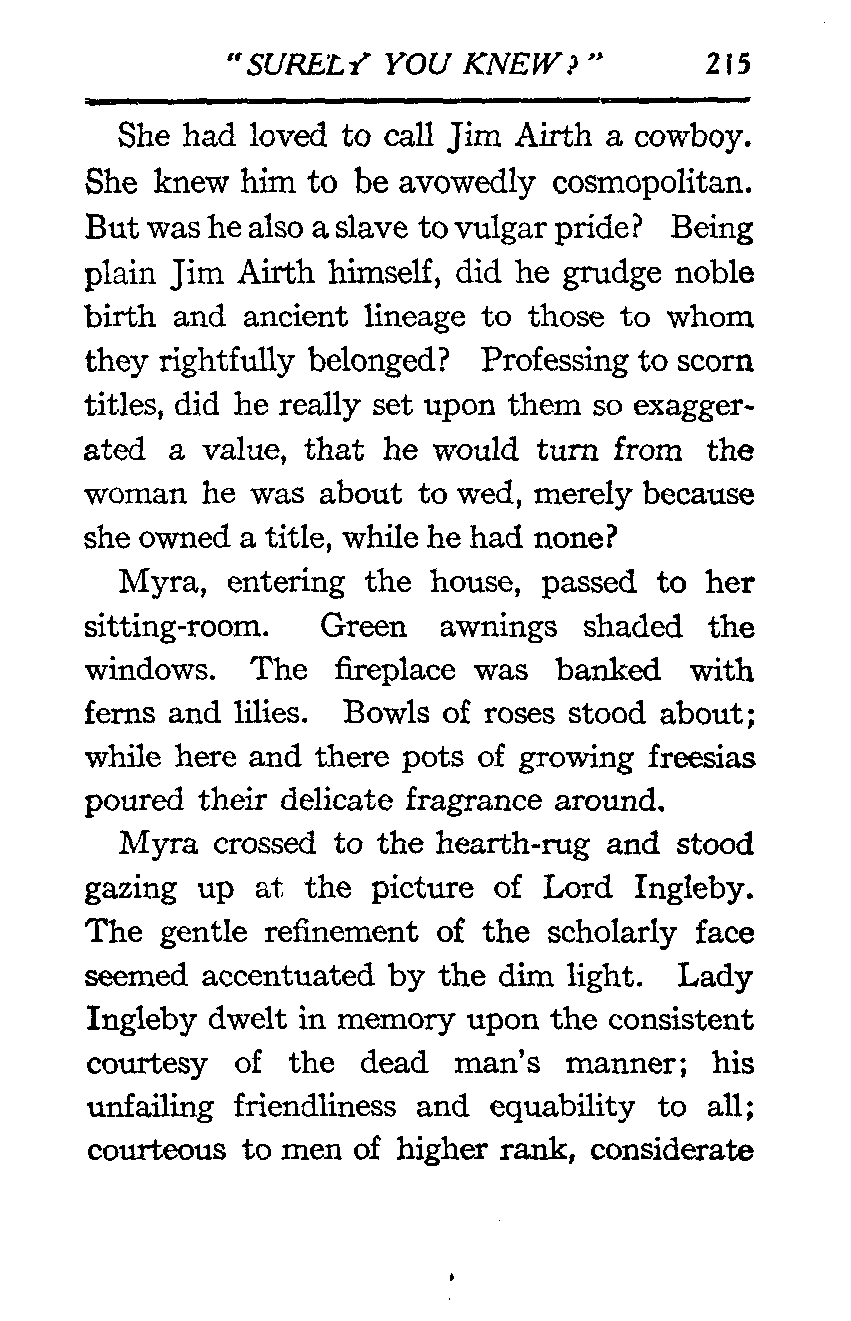 "SURELY YOU KNEW?" 215
She had loved to call Jim Airth a cowboy.
She knew him to be avowedly cosmopolitan.
But was he also a slave to vulgar pride? Being
plain Jim Airth himself, did he grudge noble
birth and ancient lineage to those to whom
they rightfully belonged? Professing to scorn
titles, did he really set upon them so exagger-
ated a value, that he would turn from the
woman he was about to wed, merely because
she owned a title, while he had none?
Myra, entering the house, passed to her
sitting-room. Green awnings shaded the
windows. The fireplace was banked with
ferns and lilies. Bowls of roses stood about;
while here and there pots of growing freesias
poured their delicate fragrance around.
Myra crossed to the hearth-rug and stood
gazing up at the picture of Lord Ingleby.
The gentle refinement of the scholarly face
seemed accentuated by the dim light. Lady
Ingleby dwelt in memory upon the consistent
courtesy of the dead man's manner; his
unfailing friendliness and equability to all;
courteous to men of higher rank, considerate